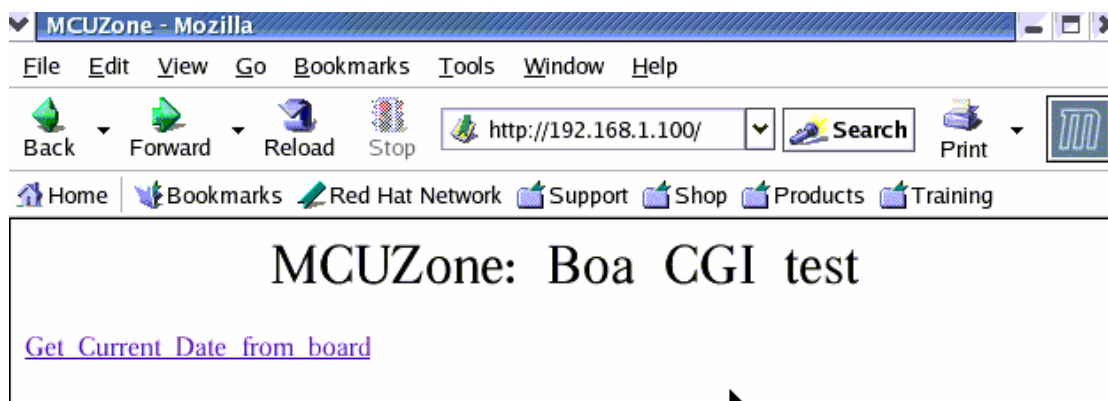 MCUZone - Mozilla
File Edit View Go Bookmarks Tools Window Help
Back Forward Reload Stop http://192.168.1.100/ Search Print
Home Bookmarks Red Hat Network Support Shop Products Training
MCUZone: Boa CGI test
Get Current Date from board